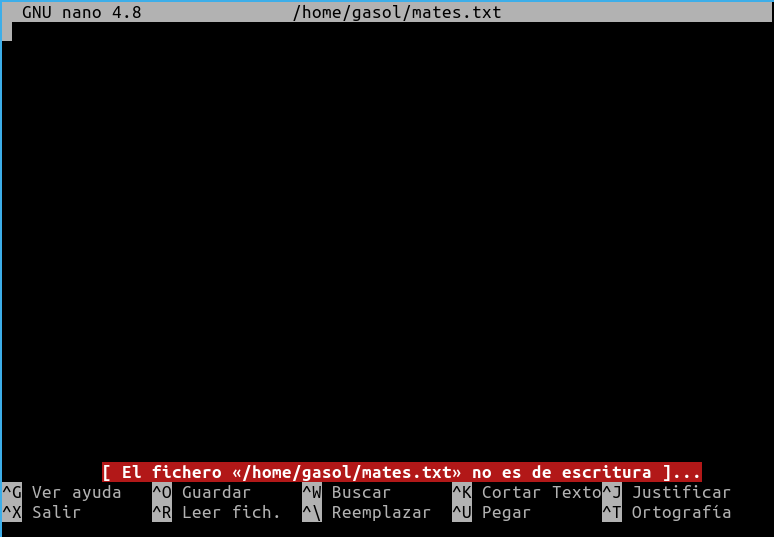 GNU nano 4.8 /home/gasol/mates.txt
[ El fichero «/home/gasol/mates.txt» no es de escritura ]...
^G Ver ayuda ^O Guardar ^W Buscar ^K Cortar Texto^J Justificar
^X Salir ^R Leer fich. ^\ Reemplazar ^U Pegar ^T Ortografía